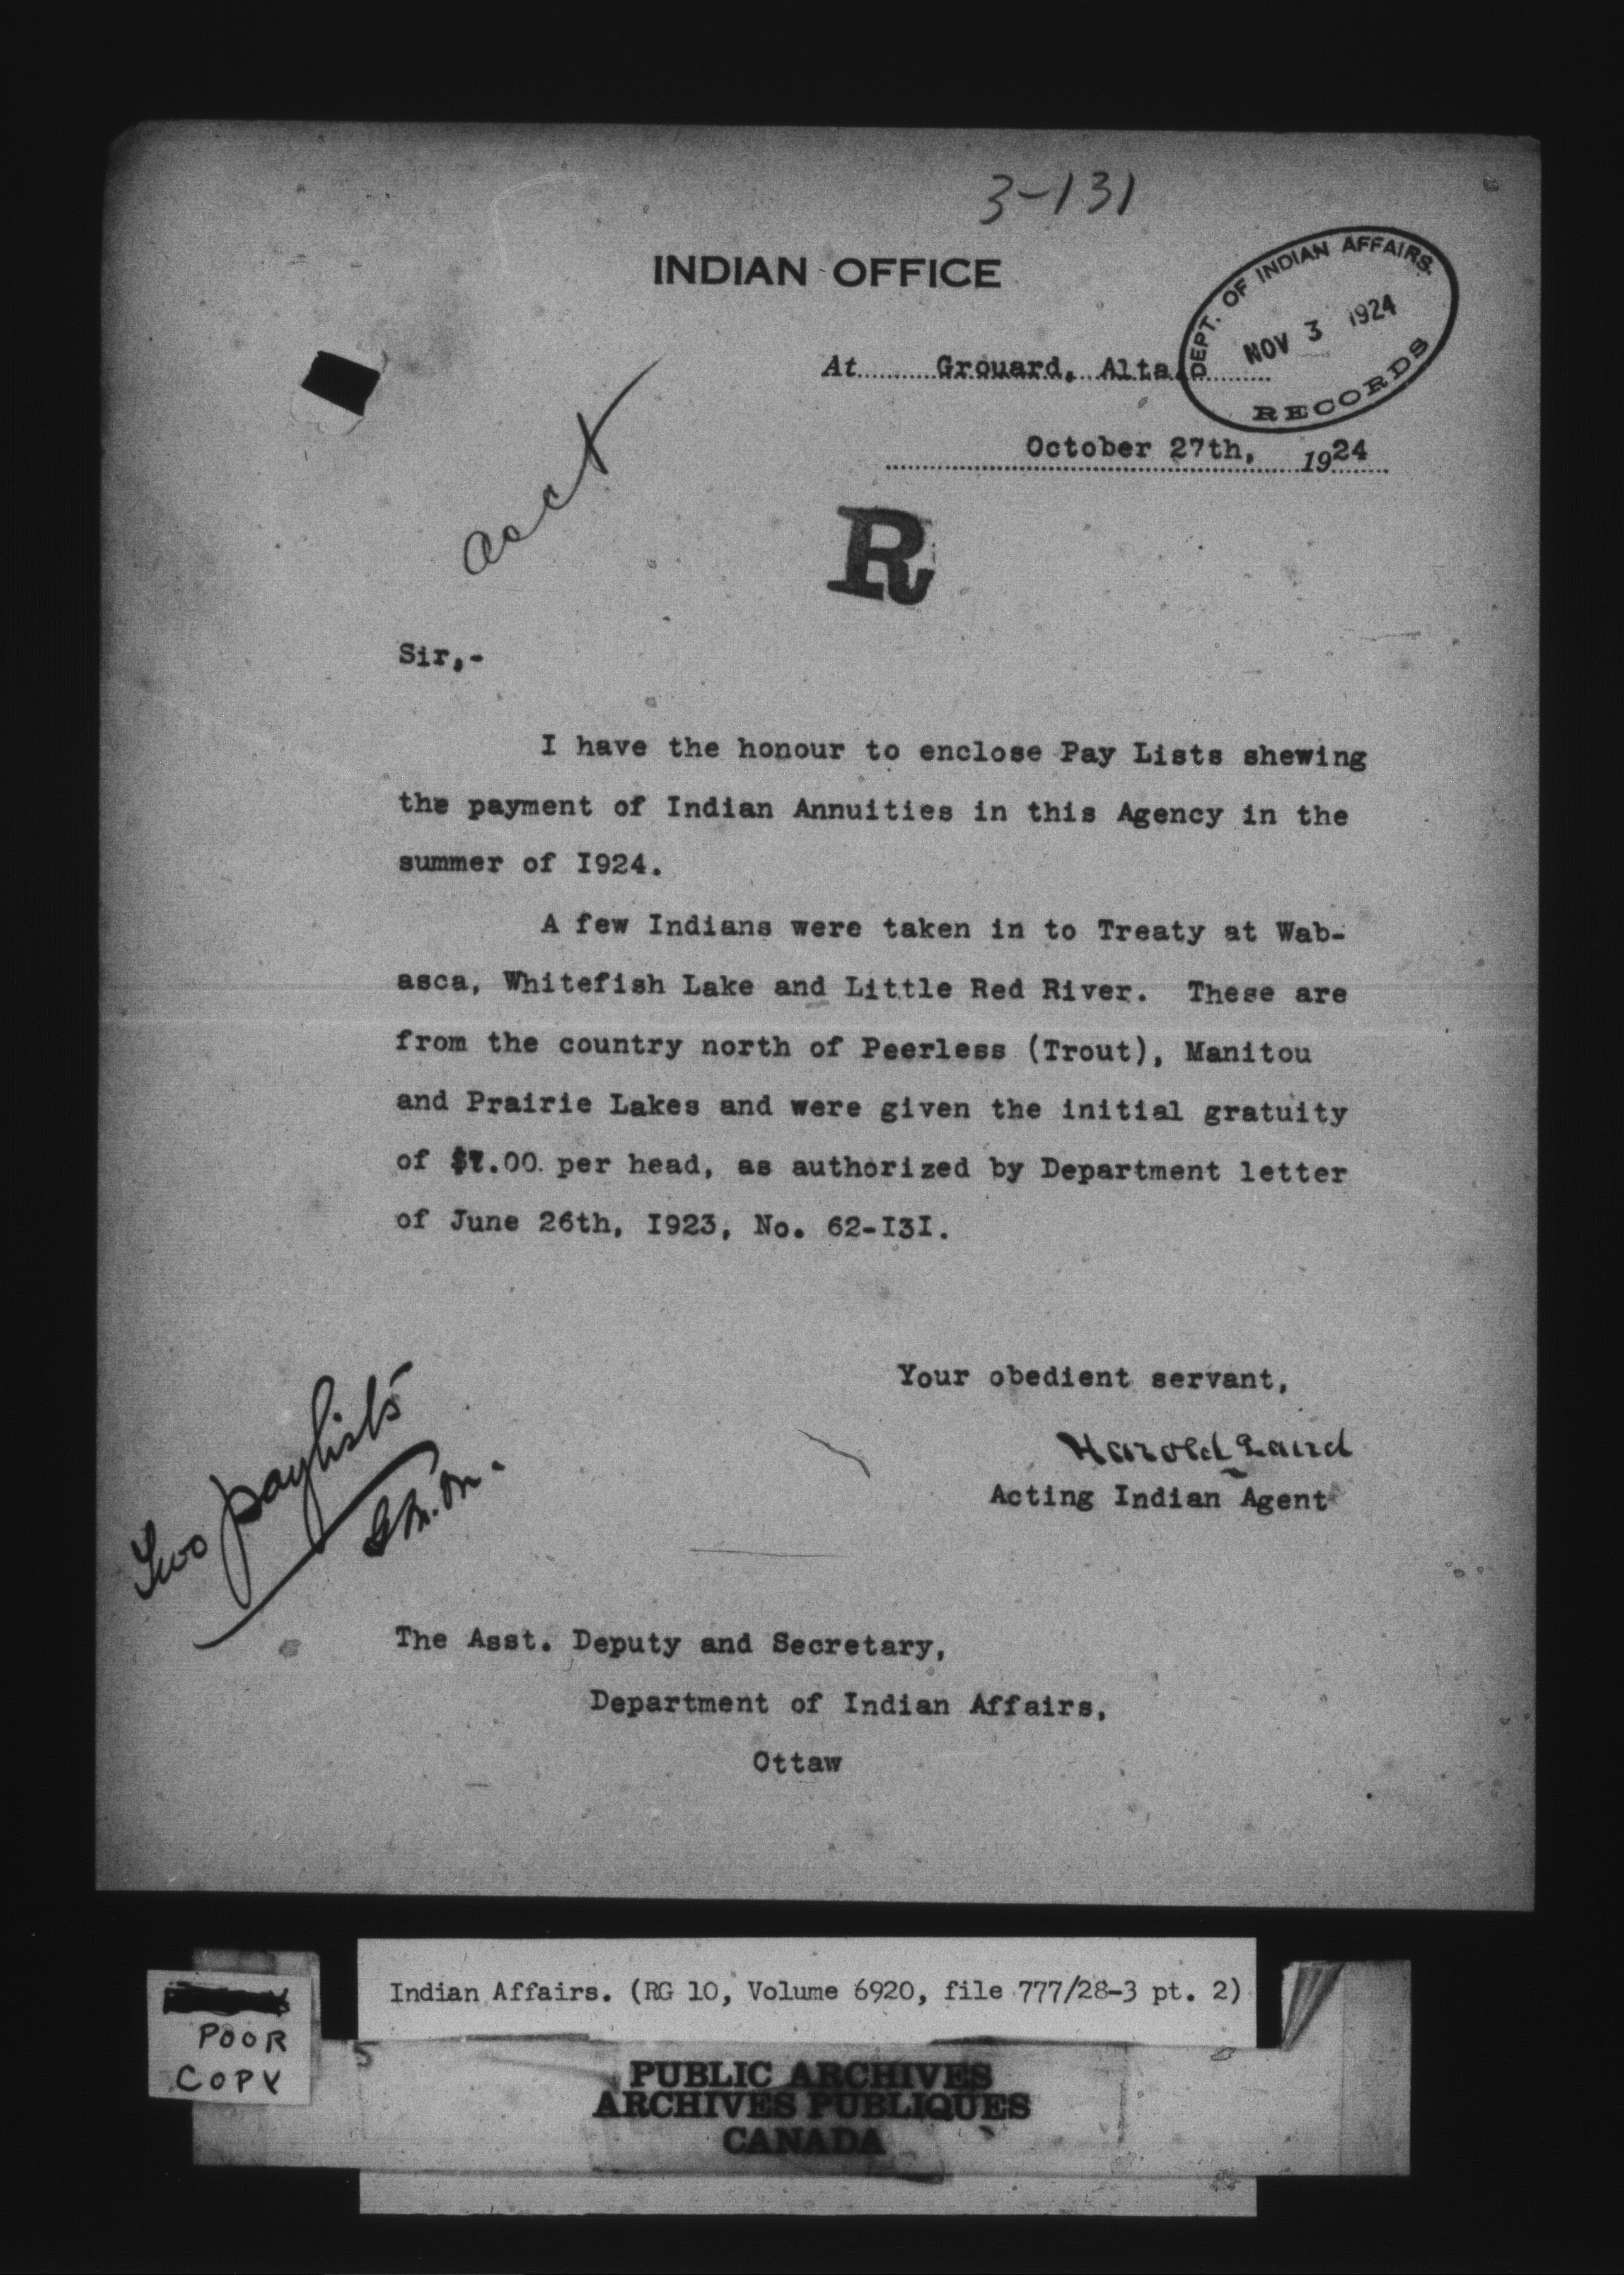 3-131
INDIAN OFFICE
DEPT. OF INDIAN AFFAIRS.
NOV 3 1924
RECORDS
At Grouard, Alta.
October 27th, 1924
Acct
R
Sir,-
I have the honour to enclose Pay Lists shewing
the payment of Indian Annuities in this Agency in the
summer of I924.
A few Indians were taken in to Treaty at Wab-
asca, Whitefish Lake and Little Red River. These are
from the country north of Peerless (Trout), Manitou
and Prairie Lakes and were given the initial gratuity
of $7.00 per head, as authorized by Department letter
of June 26th, I923, No. 62-I3I.
Your obedient servant,
Harold Laird
Acting Indian Agent
Two paylists
The Asst. Deputy and Secretary,
Department of Indian Affairs,
Ottaw
Indian Affairs. (RG 10, Volume 6920, file 777/28-3 pt. 2)
POOR
COPY
PUBLIC ARCHIVES
ARCHIVES PUBLIQUES
CANADA